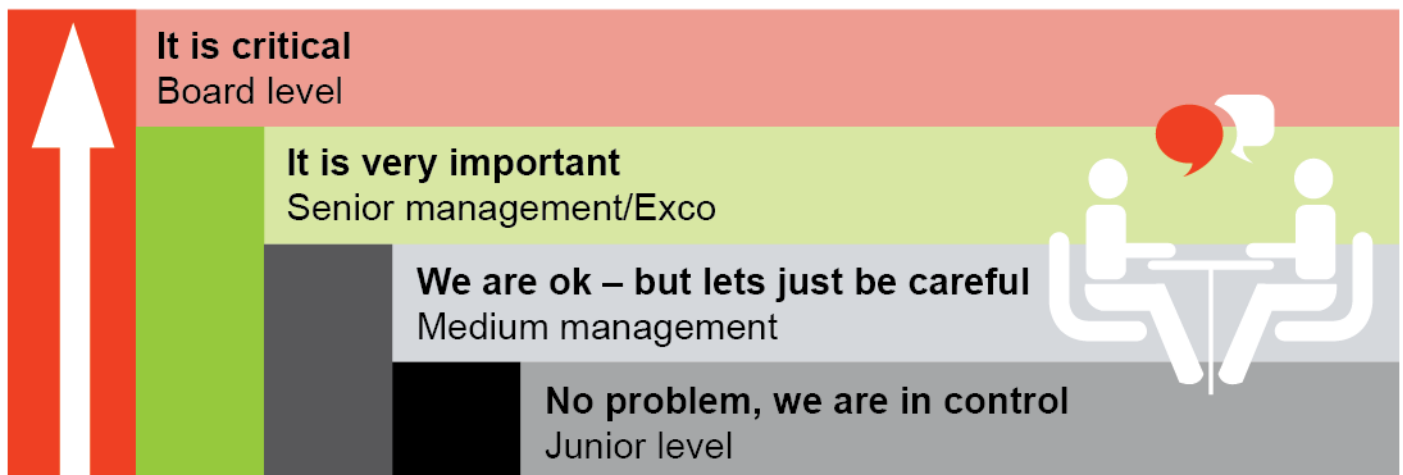 It is critical
Board level
It is very important
Senior management/Exco
We are ok – but lets just be careful
Medium management
No problem, we are in control
Junior level